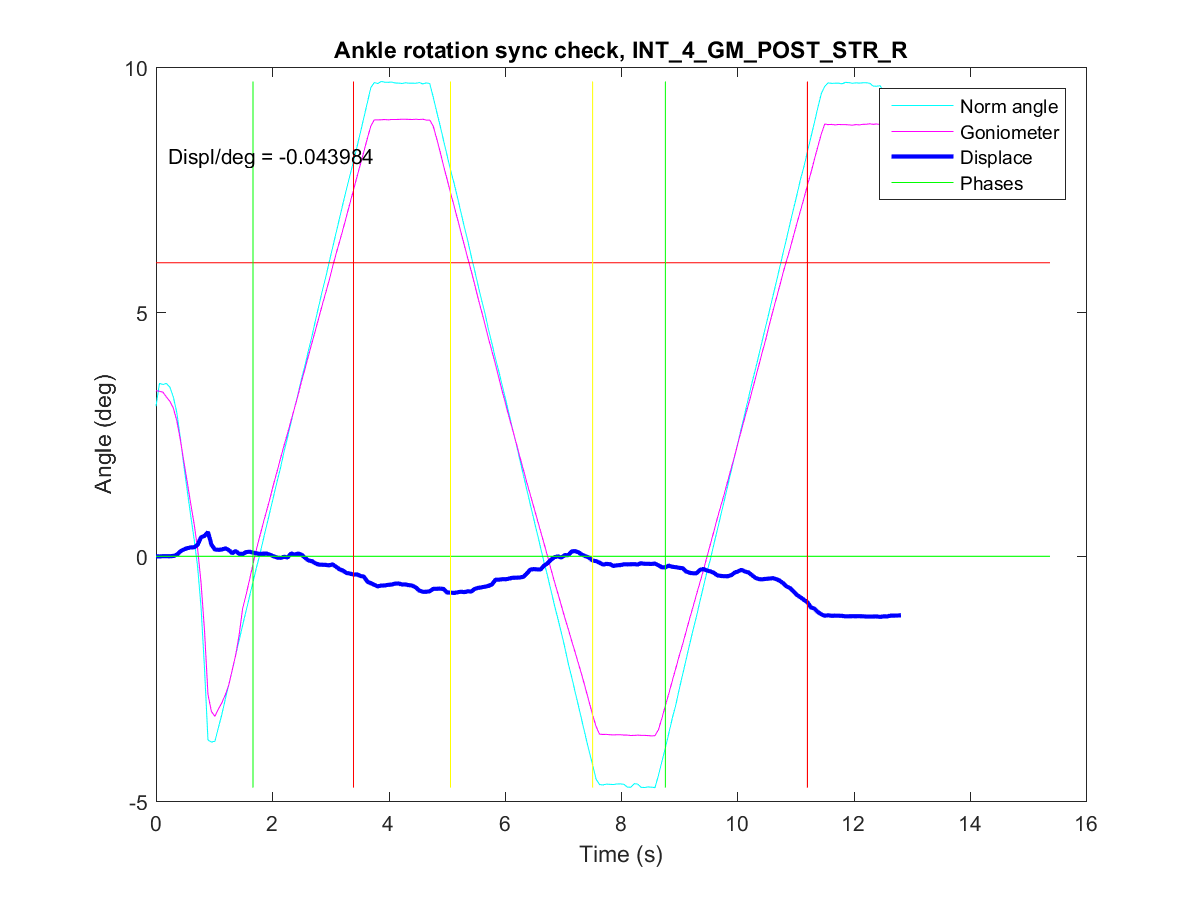 Ankle rotation sync check, INT_4_GM_POST_STR_R
Displ/deg = -0.043984
Norm angle
Goniometer
Displace
Phases
Angle (deg)
10
5
0
-5
0 2 4 6 8 10 12 14 16
Time (s)